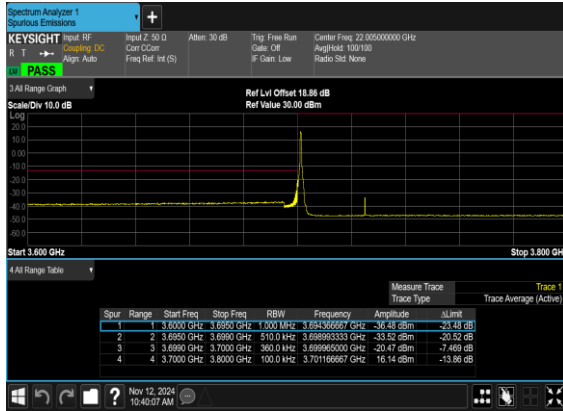 Spectrum Analyzer 1
Spurious Emissions
+
KEYSIGHT Input: RF Input Z: 50 Ω Atten: 30 dB Trig: Free Run Center Freq: 22.005000000 GHz
R T Coupling: DC Corr CCorr Gate: Off Avg|Hold: 100/100
Align: Auto Freq Ref: Int (S) IF Gain: Low Radio Std: None
PASS
3 All Range Graph Ref Lvl Offset 18.86 dB
Scale/Div 10.0 dB Ref Value 30.00 dBm
Log
20.0
10.0
0.00
-10.0
-20.0
-30.0
-40.0
-50.0
-60.0
Start 3.600 GHz Stop 3.800 GH
4 All Range Table
Measure Trace Trace 1
Trace Type Trace Average (Active)
Spur Range Start Freq Stop Freq RBW Frequency Amplitude ΔLimit
1 1 3.6000 GHz 3.6950 GHz 1.000 MHz 3.694366667 GHz -36.48 dBm -23.48 dB
2 2 3.6950 GHz 3.6990 GHz 510.0 kHz 3.698993333 GHz -33.52 dBm -20.52 dB
3 3 3.6990 GHz 3.7000 GHz 360.0 kHz 3.699965000 GHz -20.47 dBm -7.469 dB
4 4 3.7000 GHz 3.8000 GHz 100.0 kHz 3.701166667 GHz 16.14 dBm -13.86 dB
? Nov 12, 2024
10:40:07 AM